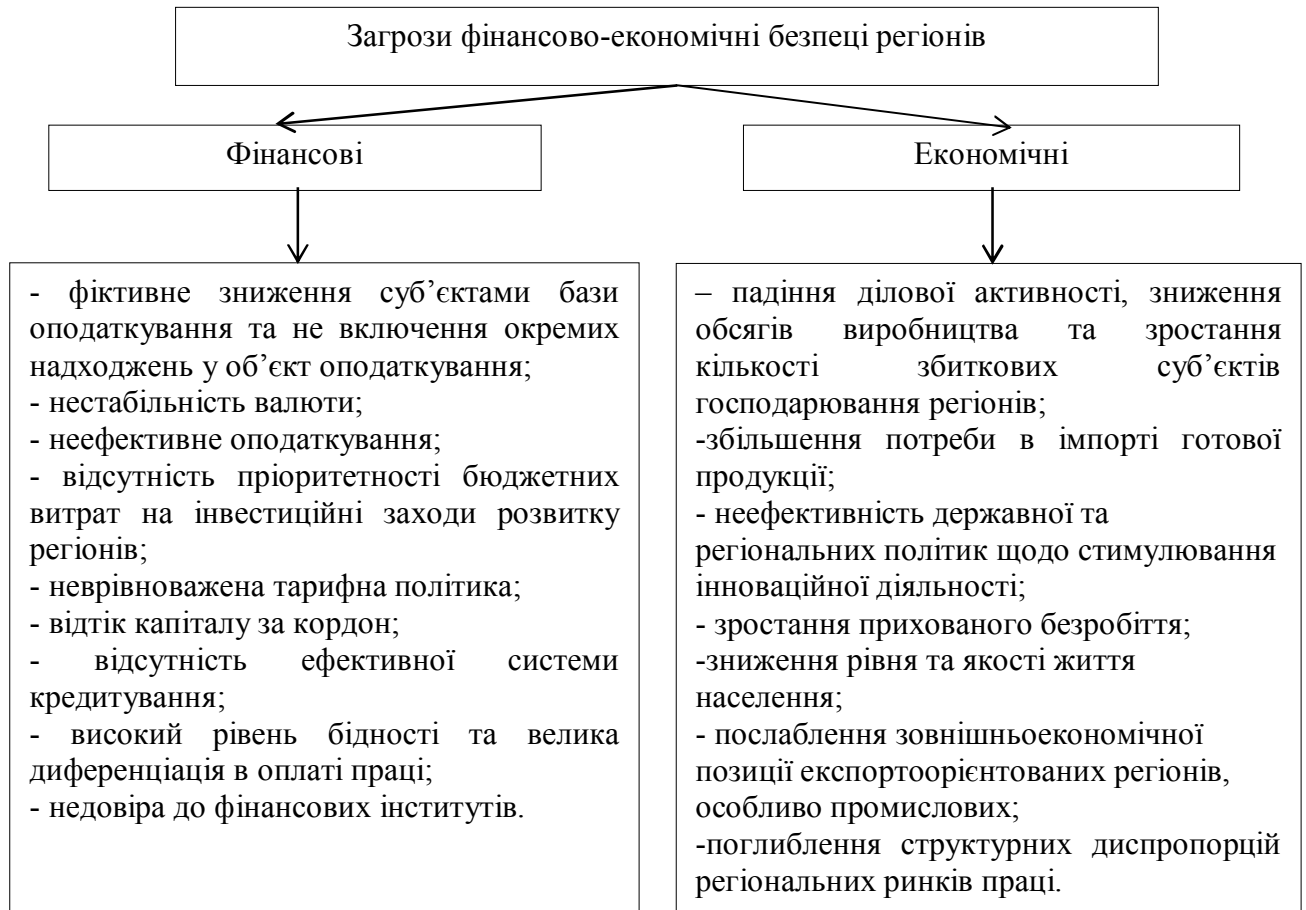 Загрози фінансово-економічні безпеці регіонів
Фінансові
Економічні
- фіктивне зниження суб’єктами бази
оподаткування та не включення окремих
надходжень у об’єкт оподаткування;
- нестабільність валюти;
- неефективне оподаткування;
- відсутність пріоритетності бюджетних
витрат на інвестиційні заходи розвитку
регіонів;
- неврівноважена тарифна політика;
- відтік капіталу за кордон;
- відсутність ефективної системи
кредитування;
- високий рівень бідності та велика
диференціація в оплаті праці;
- недовіра до фінансових інститутів.
– падіння ділової активності, зниження
обсягів виробництва та зростання
кількості збиткових суб’єктів
господарювання регіонів;
-збільшення потреби в імпорті готової
продукції;
- неефективність державної та
регіональних політик щодо стимулювання
інноваційної діяльності;
- зростання прихованого безробіття;
-зниження рівня та якості життя
населення;
- послаблення зовнішньоекономічної
позиції експортоорієнтованих регіонів,
особливо промислових;
-поглиблення структурних диспропорцій
регіональних ринків праці.